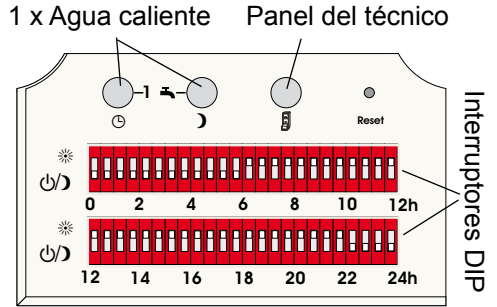 1 x Agua caliente
Panel del técnico
1
Reset
Interruptores DIP
0 2 4 6 8 10 12h
12 14 16 18 20 22 24h